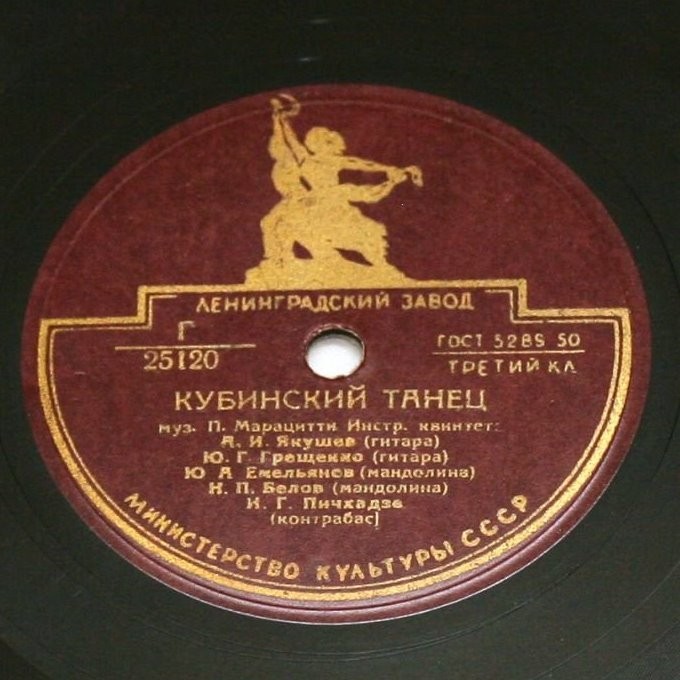 ЛЕНИНГРАДСКИЙ ЗАВОД
Г
25120
ГОСТ 5289 50
ТРЕТИЙ КЛ
КУБИНСКИЙ ТАНЕЦ
муз. П. Марацитти Инстр. квинтет:
А. И. Якушев (гитара)
Ю. Г. Грещенко (гитара)
Ю А Емельянов (мандолина)
Н. П. Белов (мандолина)
И. Г. Пичхадзе
(контрабас)
МИНИСТЕРСТВО КУЛЬТУРЫ СССР